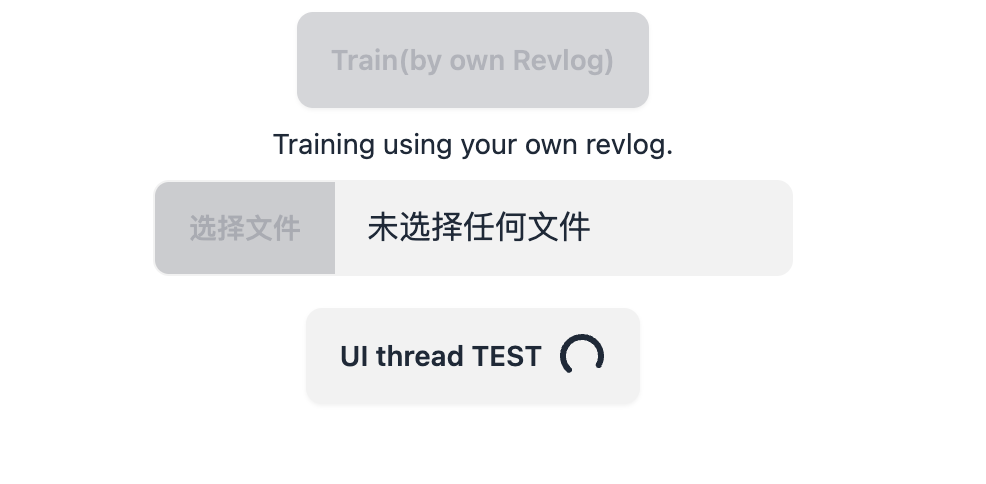 Train(by own Revlog)
Training using your own revlog.
选择文件 未选择任何文件
UI thread TEST